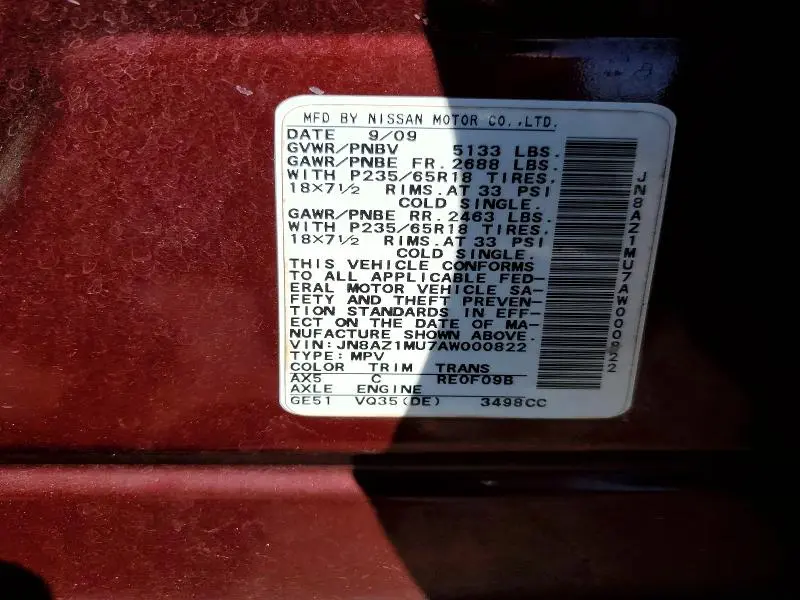 MFD BY NISSAN MOTOR CO.,LTD.
DATE 9/09
GVWR/PNBV 5133 LBS.
GAWR/PNBE FR. 2688 LBS.
WITH P235/65R18 TIRES.
18×7½ RIMS. AT 33 PSI
COLD SINGLE.
GAWR/PNBE RR. 2463 LBS.
WITH P235/65R18 TIRES.
18×7½ RIMS. AT 33 PSI
COLD SINGLE.
THIS VEHICLE CONFORMS
TO ALL APPLICABLE FED-
ERAL MOTOR VEHICLE SA-
FETY AND THEFT PREVEN-
TION STANDARDS IN EFF-
ECT ON THE DATE OF MA-
NUFACTURE SHOWN ABOVE.
VIN: JN8AZ1MU7AW000822
TYPE: MPV
COLOR TRIM TRANS
AX5 C RE0F09B
AXLE ENGINE
GE51 VQ35(DE) 3498CC
JN8AZ1MU7AW000822